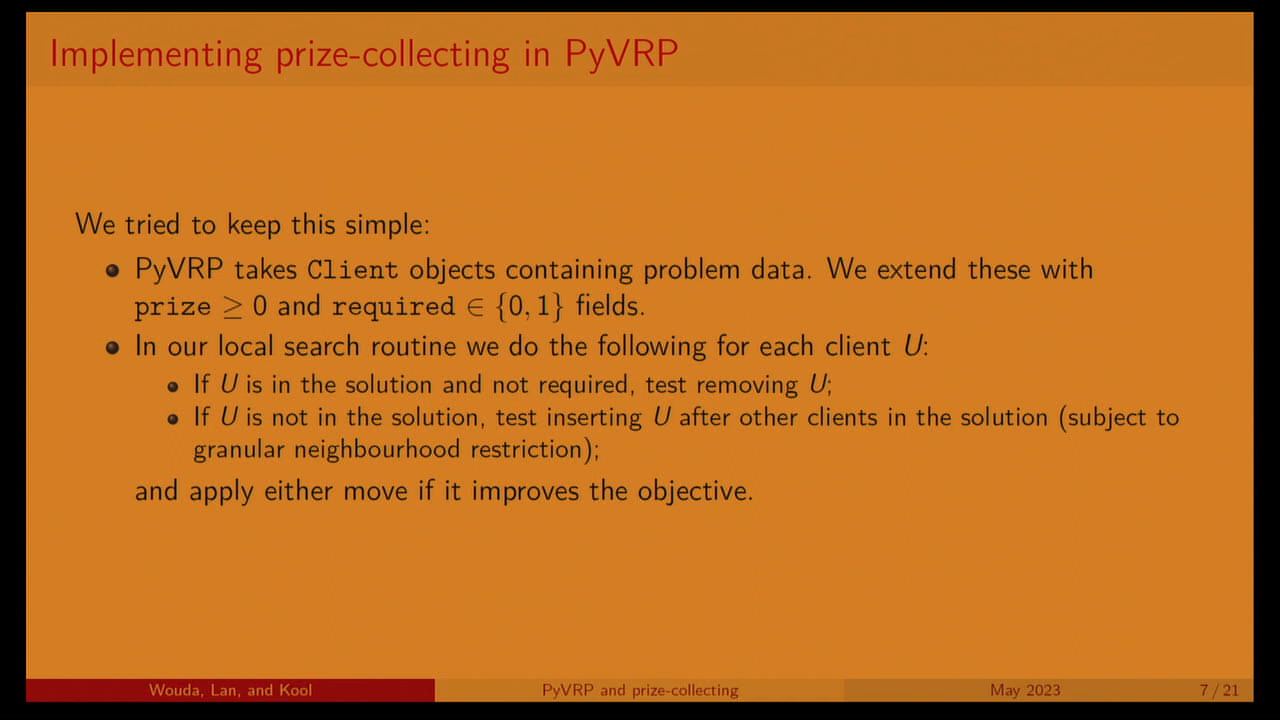 Implementing prize-collecting in PyVRP
We tried to keep this simple:
PyVRP takes Client objects containing problem data. We extend these with
prize ≥ 0 and required ∈ {0, 1} fields.
In our local search routine we do the following for each client U:
If U is in the solution and not required, test removing U;
If U is not in the solution, test inserting U after other clients in the solution (subject to
granular neighbourhood restriction);
and apply either move if it improves the objective.
Wouda, Lan, and Kool PyVRP and prize-collecting May 2023 7 / 21